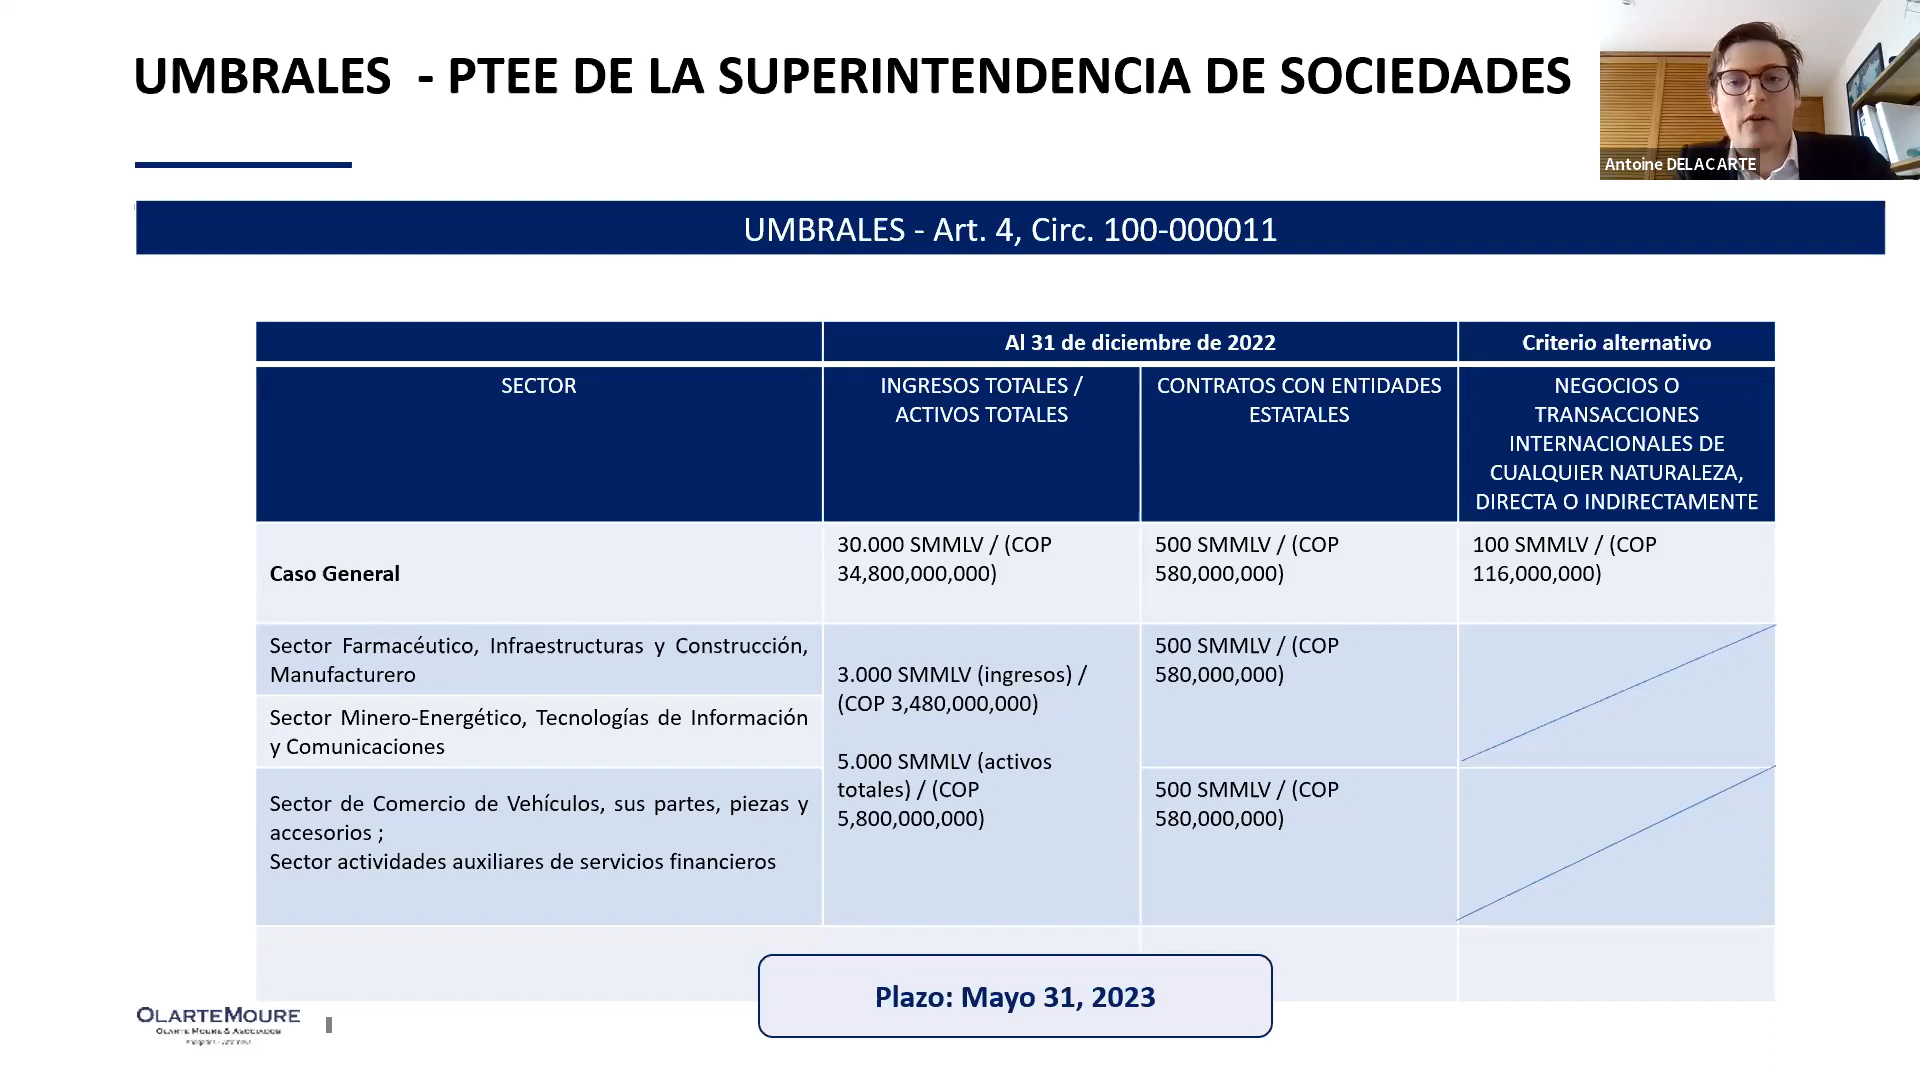 UMBRALES - PTEE DE LA SUPERINTENDENCIA DE SOCIEDADES
Antoine DELACARTE
UMBRALES - Art. 4, Circ. 100-000011
Al 31 de diciembre de 2022
Criterio alternativo
SECTOR
INGRESOS TOTALES /
ACTIVOS TOTALES
CONTRATOS CON ENTIDADES
ESTATALES
NEGOCIOS O
TRANSACCIONES
INTERNACIONALES DE
CUALQUIER NATURALEZA,
DIRECTA O INDIRECTAMENTE
Caso General
30.000 SMMLV / (COP
34,800,000,000)
500 SMMLV / (COP
580,000,000)
100 SMMLV / (COP
116,000,000)
Sector Farmacéutico, Infraestructuras y Construcción,
Manufacturero
Sector Minero-Energético, Tecnologías de Información
y Comunicaciones
3.000 SMMLV (ingresos) /
(COP 3,480,000,000)
5.000 SMMLV (activos
totales) / (COP
5,800,000,000)
500 SMMLV / (COP
580,000,000)
Sector de Comercio de Vehículos, sus partes, piezas y
accesorios ;
Sector actividades auxiliares de servicios financieros
500 SMMLV / (COP
580,000,000)
Plazo: Mayo 31, 2023
OLARTEMOURE
OLARTE MOURE & ASOCIADOS